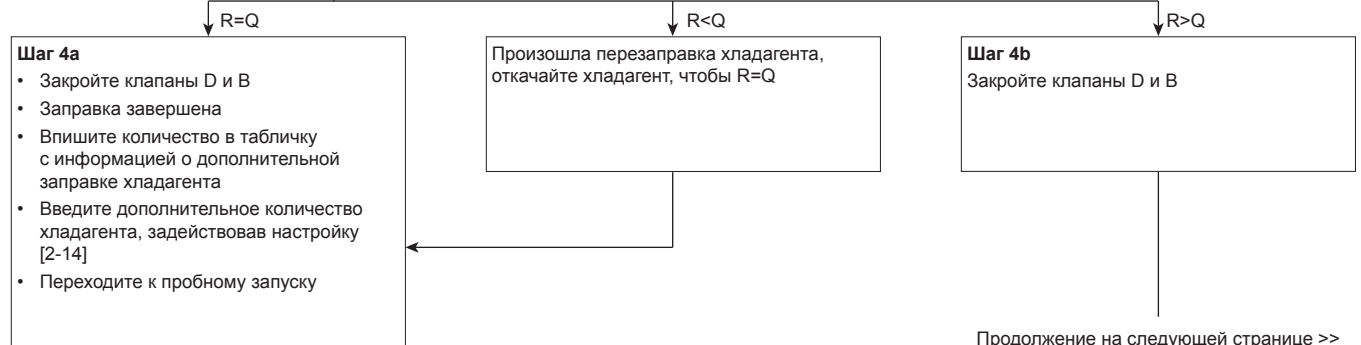 R=Q
R<Q
R>Q
Шаг 4a
• Закройте клапаны D и B
• Заправка завершена
• Впишите количество в табличку
с информацией о дополнительной
заправке хладагента
• Введите дополнительное количество
хладагента, задействовав настройку
[2-14]
• Переходите к пробному запуску
Произошла перезаправка хладагента,
откачайте хладагент, чтобы R=Q
Шаг 4b
Закройте клапаны D и B
Продолжение на следующей странице >>